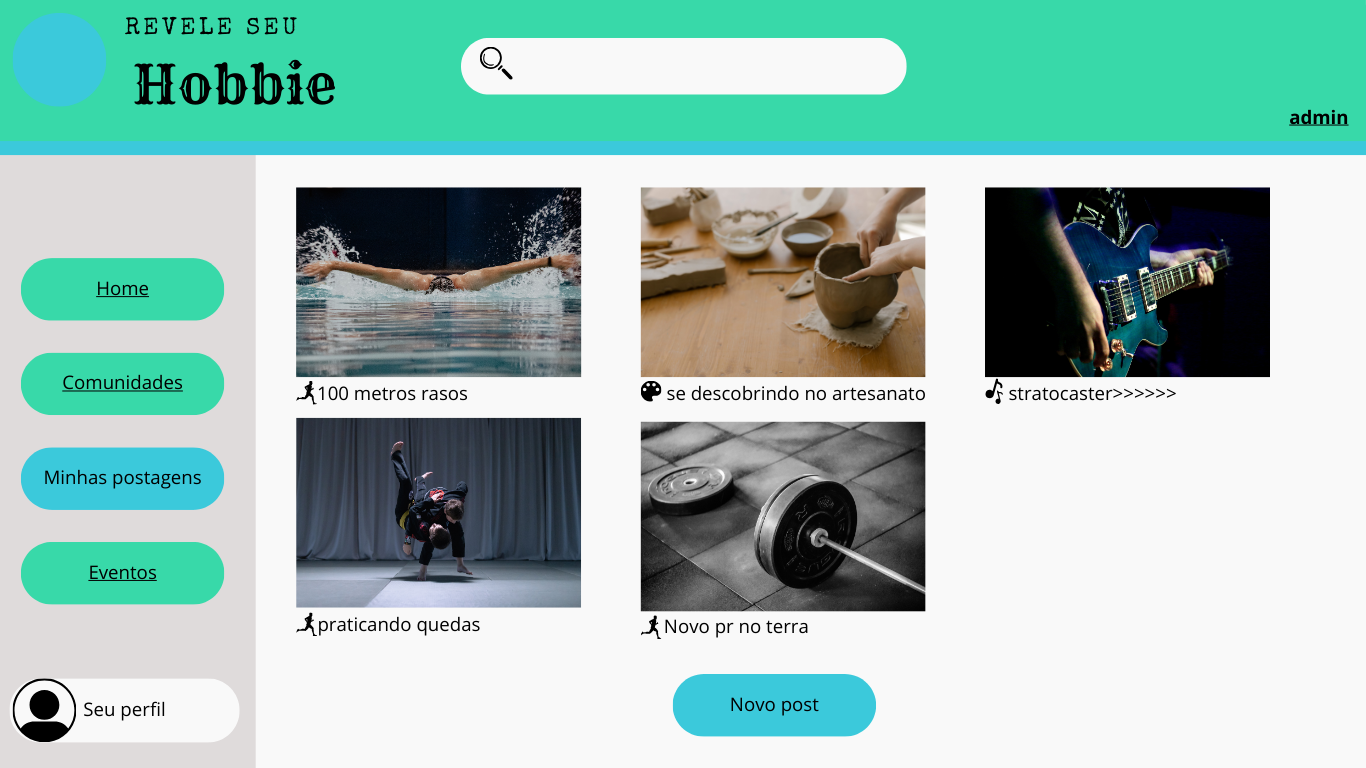 REVELE SEU
Hobbie
admin
Home
Comunidades
Minhas postagens
Eventos
Seu perfil
100 metros rasos
se descobrindo no artesanato
stratocaster>>>>>>
praticando quedas
Novo pr no terra
Novo post